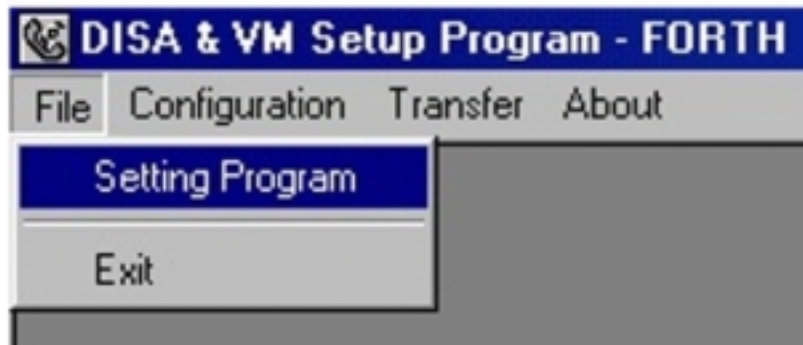 DISA & VM Setup Program - FORTH
File Configuration Transfer About
Setting Program
Exit